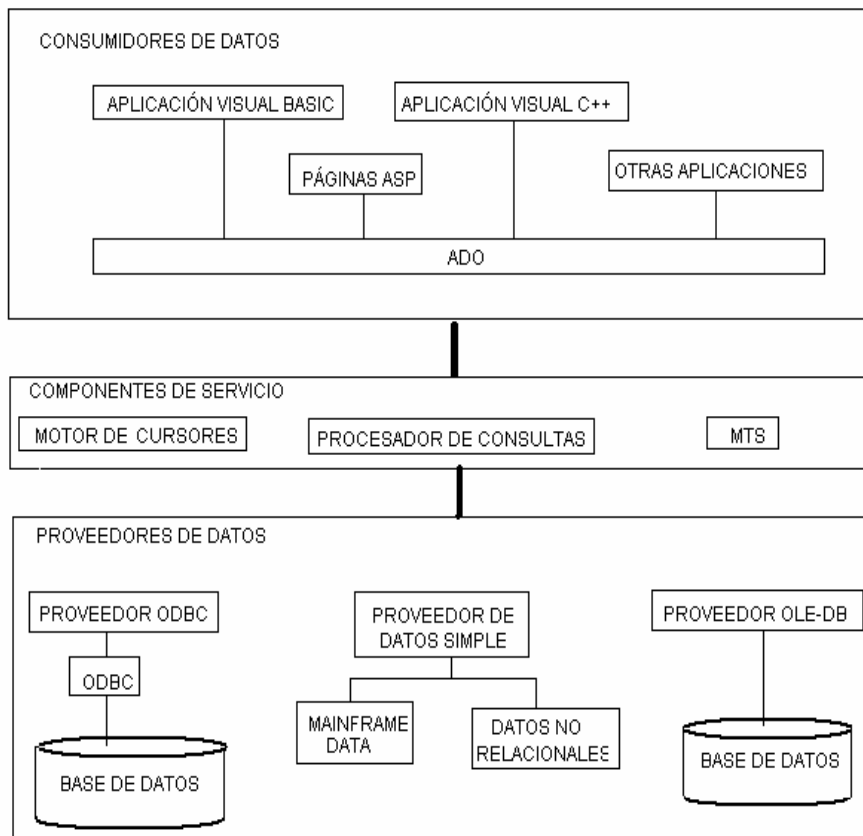 CONSUMIDORES DE DATOS
APLICACIÓN VISUAL BASIC
APLICACIÓN VISUAL C++
PÁGINAS ASP
OTRAS APLICACIONES
ADO
COMPONENTES DE SERVICIO
MOTOR DE CURSORES
PROCESADOR DE CONSULTAS
MTS
PROVEEDORES DE DATOS
PROVEEDOR ODBC
PROVEEDOR DE
DATOS SIMPLE
PROVEEDOR OLE-DB
ODBC
MAINFRAME
DATA
DATOS NO
RELACIONALES
BASE DE DATOS
BASE DE DATOS